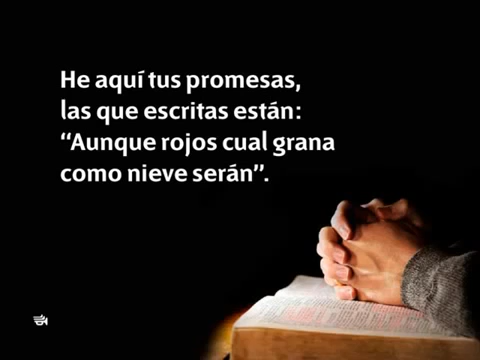 He aquí tus promesas,
las que escritas están:
“Aunque rojos cual grana
como nieve serán”.